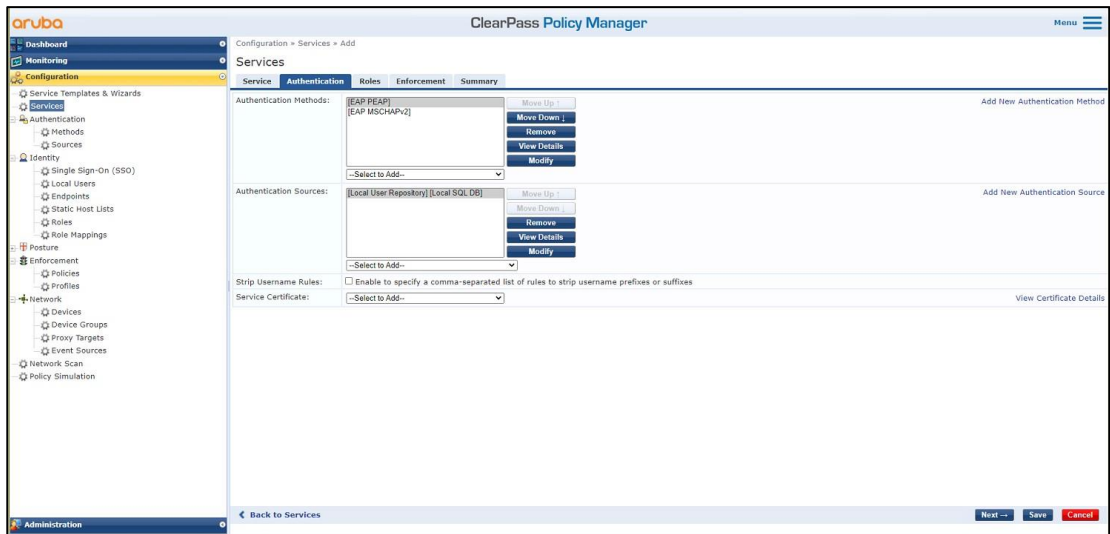 aruba
ClearPass Policy Manager
Menu
Dashboard
Monitoring
Configuration
Service Templates & Wizards
Services
Authentication
Methods
Sources
Identity
Single Sign-On (SSO)
Local Users
Endpoints
Static Host Lists
Roles
Role Mappings
Posture
Enforcement
Policies
Profiles
Network
Devices
Device Groups
Proxy Targets
Event Sources
Network Scan
Policy Simulation
Administration
Configuration » Services » Add
Services
Service Authentication Roles Enforcement Summary
Authentication Methods:
[EAP PEAP]
[EAP MSCHAPv2]
Move Up ↑
Move Down ↓
Remove
View Details
Modify
--Select to Add--
Add New Authentication Method
Authentication Sources:
[Local User Repository] [Local SQL DB]
Move Up ↑
Move Down ↓
Remove
View Details
Modify
--Select to Add--
Add New Authentication Source
Strip Username Rules: Enable to specify a comma-separated list of rules to strip username prefixes or suffixes
Service Certificate: --Select to Add--
View Certificate Details
Back to Services
Next → Save Cancel